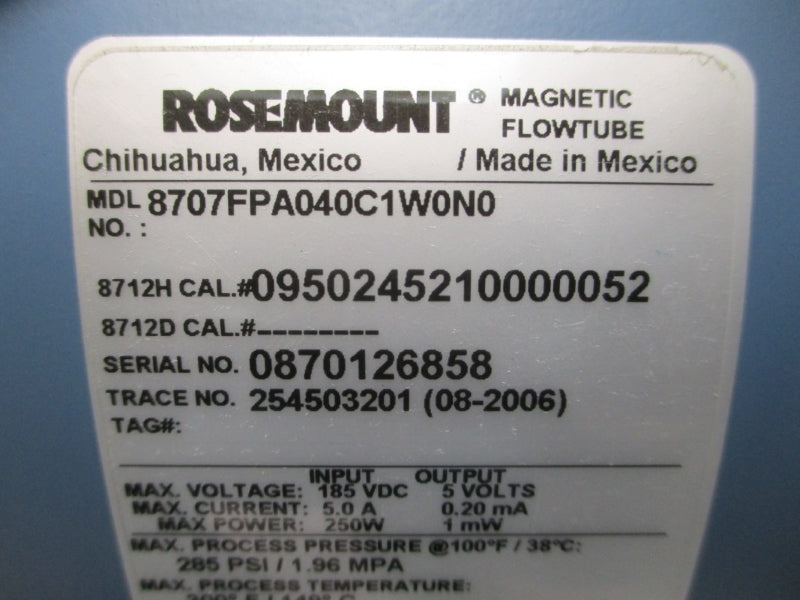 ROSEMOUNT ® MAGNETIC FLOWTUBE
Chihuahua, Mexico / Made in Mexico
MDL NO. : 8707FPA040C1W0N0
8712H CAL.# 0950245210000052
8712D CAL.#--------
SERIAL NO. 0870126858
TRACE NO. 254503201 (08-2006)
TAG#:
INPUT OUTPUT
MAX. VOLTAGE: 185 VDC 5 VOLTS
MAX. CURRENT: 5.0 A 0.20 mA
MAX POWER: 250W 1 mW
MAX. PROCESS PRESSURE @100°F / 38°C:
285 PSI / 1.96 MPA
MAX. PROCESS TEMPERATURE: